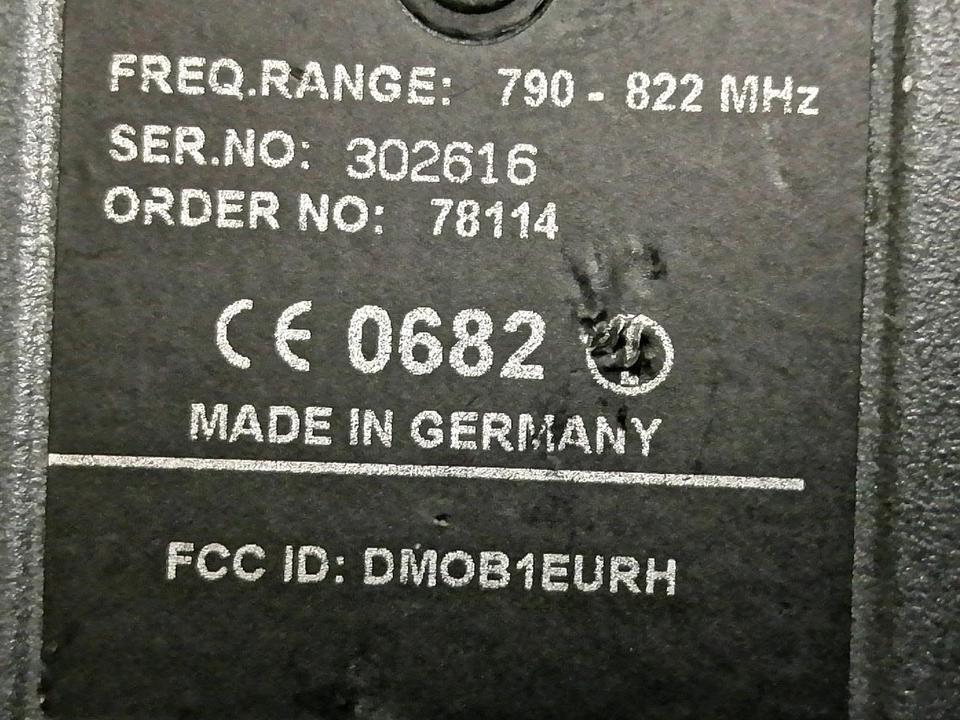 FREQ.RANGE: 790 - 822 MHz
SER.NO: 302616
ORDER NO: 78114
CE 0682
MADE IN GERMANY
FCC ID: DMOB1EURH